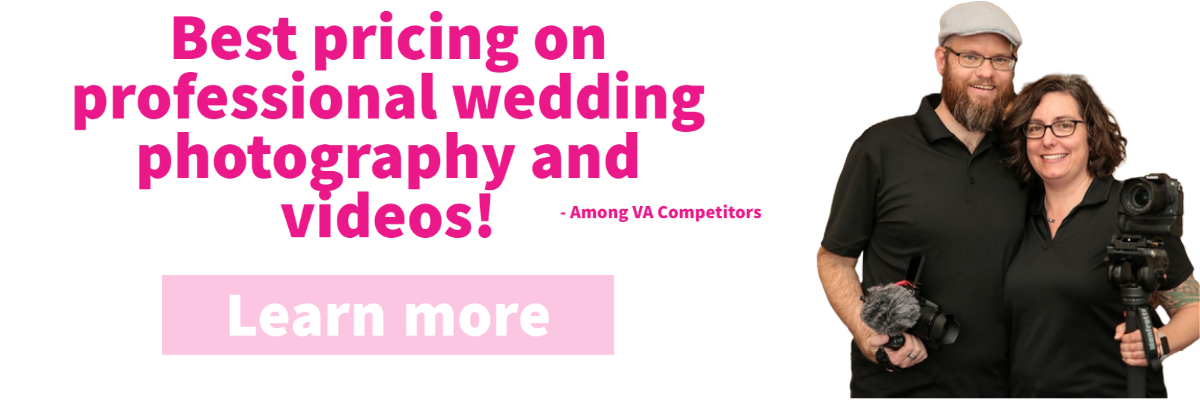 Best pricing on
professional wedding
photography and
videos!
- Among VA Competitors
Learn more